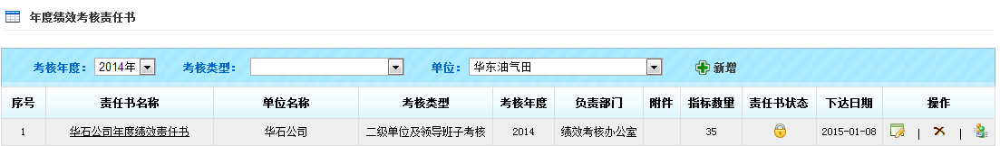 年度绩效考核责任书
考核年度： 2014年 考核类型： 单位： 华东油气田 新增
序号 责任书名称 单位名称 考核类型 考核年度 负责部门 附件 指标数量 责任书状态 下达日期 操作
1 华石公司年度绩效责任书 华石公司 二级单位及领导班子考核 2014 绩效考核办公室 35 2015-01-08 | |